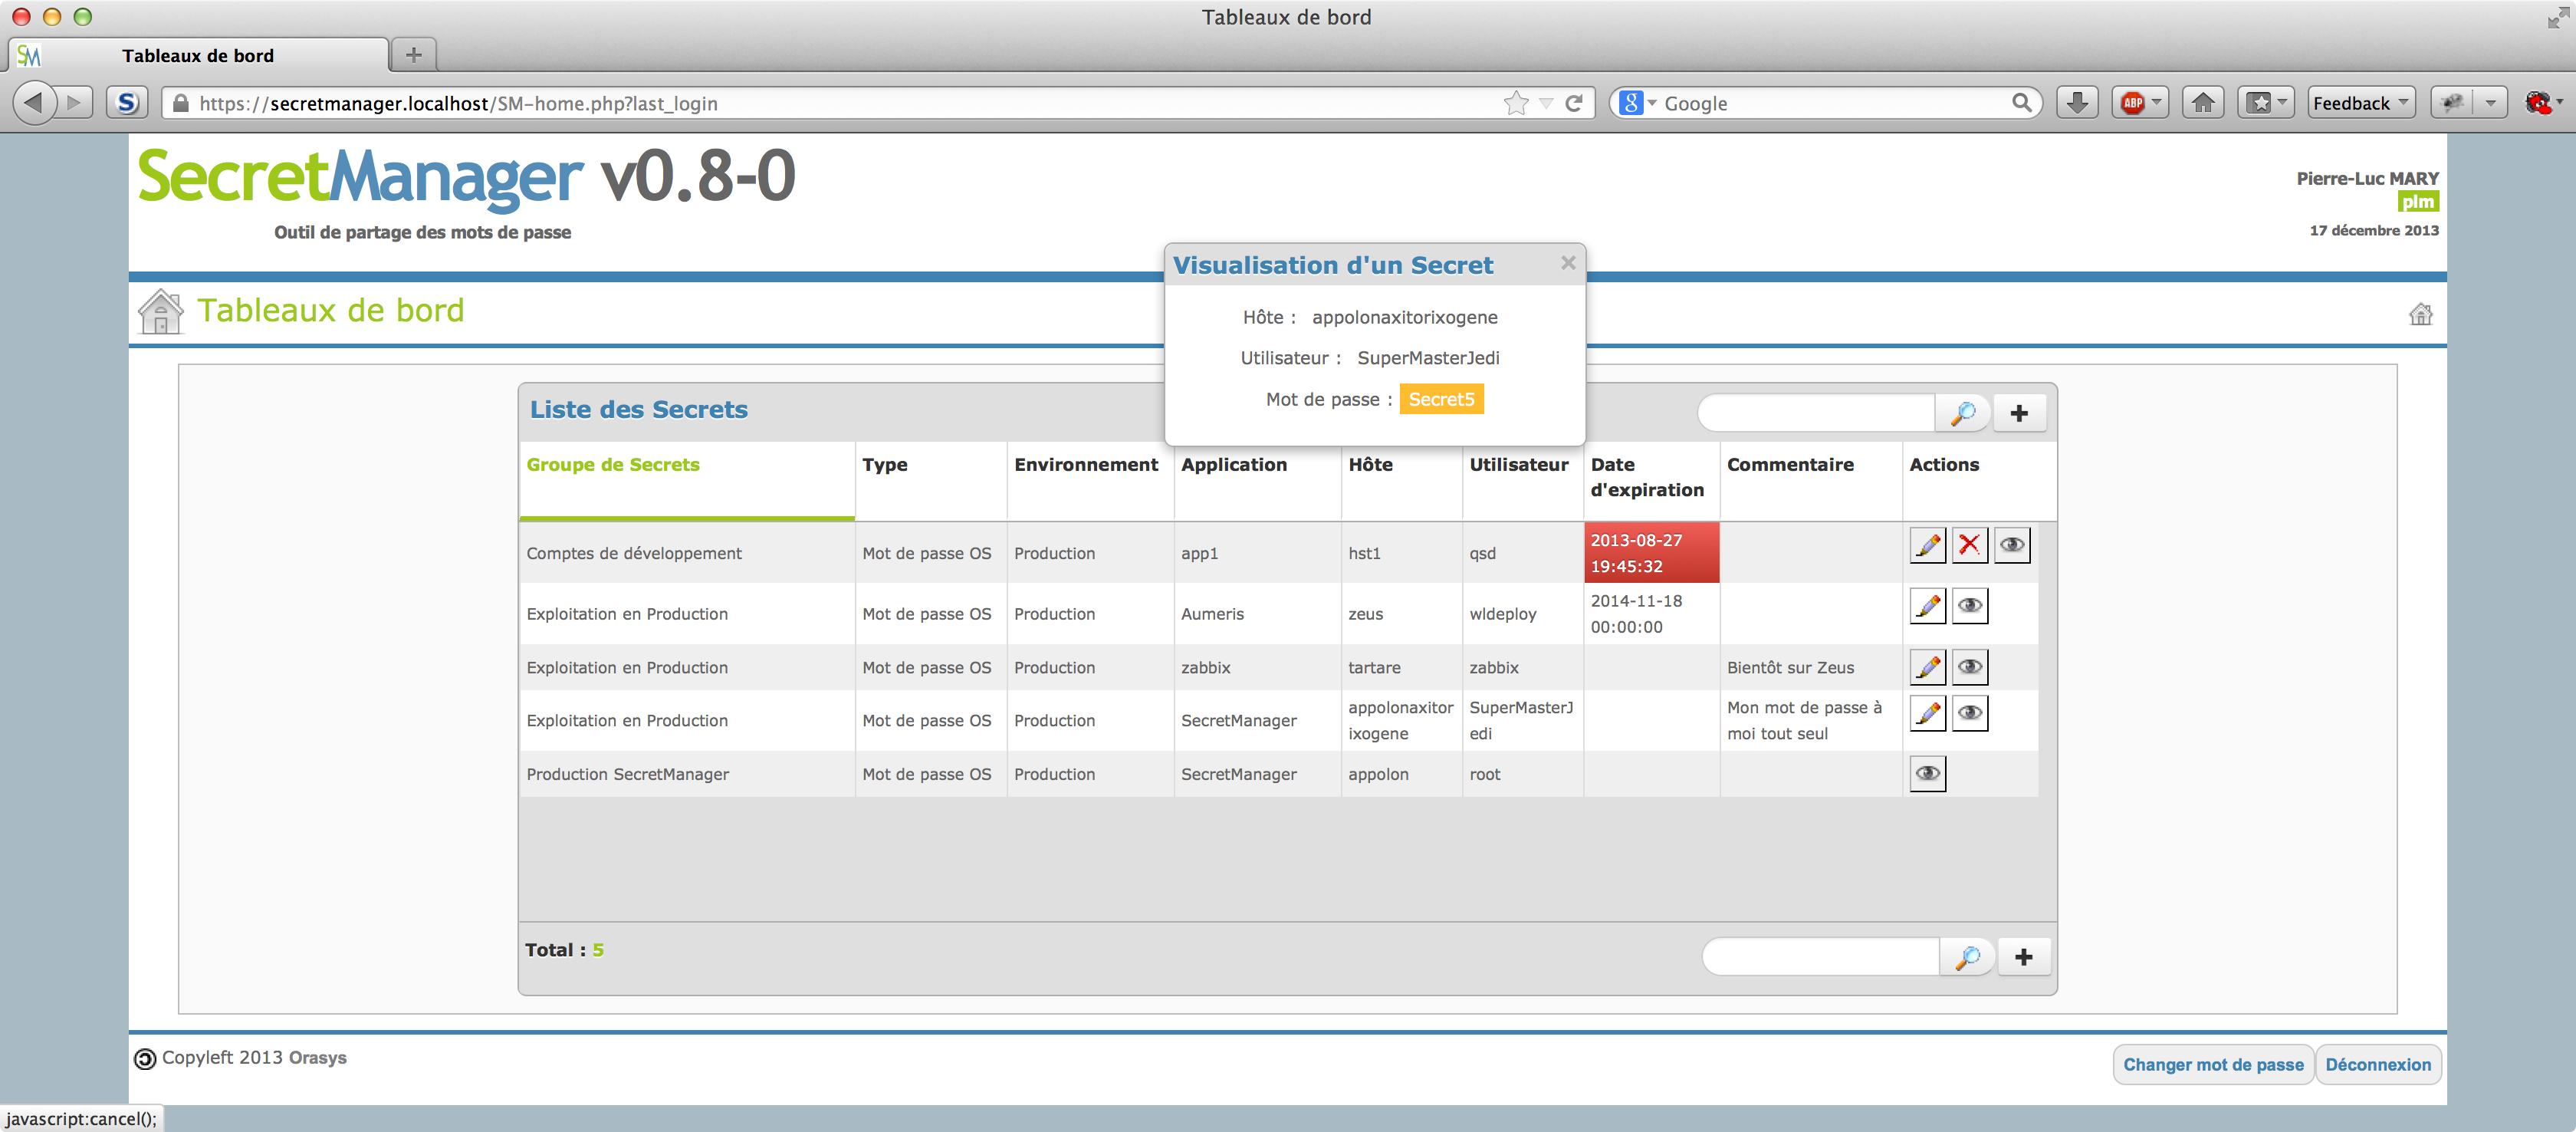 Tableaux de bord
Tableaux de bord
https://secretmanager.localhost/SM-home.php?last_login
Google
ABP
Feedback
SecretManager v0.8-0
Outil de partage des mots de passe
Pierre-Luc MARY
plm
17 décembre 2013
Visualisation d'un Secret
Hôte : appolonaxitorixogene
Utilisateur : SuperMasterJedi
Mot de passe : Secret5
Tableaux de bord
Liste des Secrets
Groupe de Secrets Type Environnement Application Hôte Utilisateur Date d'expiration Commentaire Actions
Comptes de développement Mot de passe OS Production app1 hst1 qsd 2013-08-27 19:45:32
Exploitation en Production Mot de passe OS Production Aumeris zeus wldeploy 2014-11-18 00:00:00
Exploitation en Production Mot de passe OS Production zabbix tartare zabbix Bientôt sur Zeus
Exploitation en Production Mot de passe OS Production SecretManager appolonaxitorixogene SuperMasterJedi Mon mot de passe à moi tout seul
Production SecretManager Mot de passe OS Production SecretManager appolon root
Total : 5
Copyleft 2013 Orasys
Changer mot de passe Déconnexion
javascript:cancel();